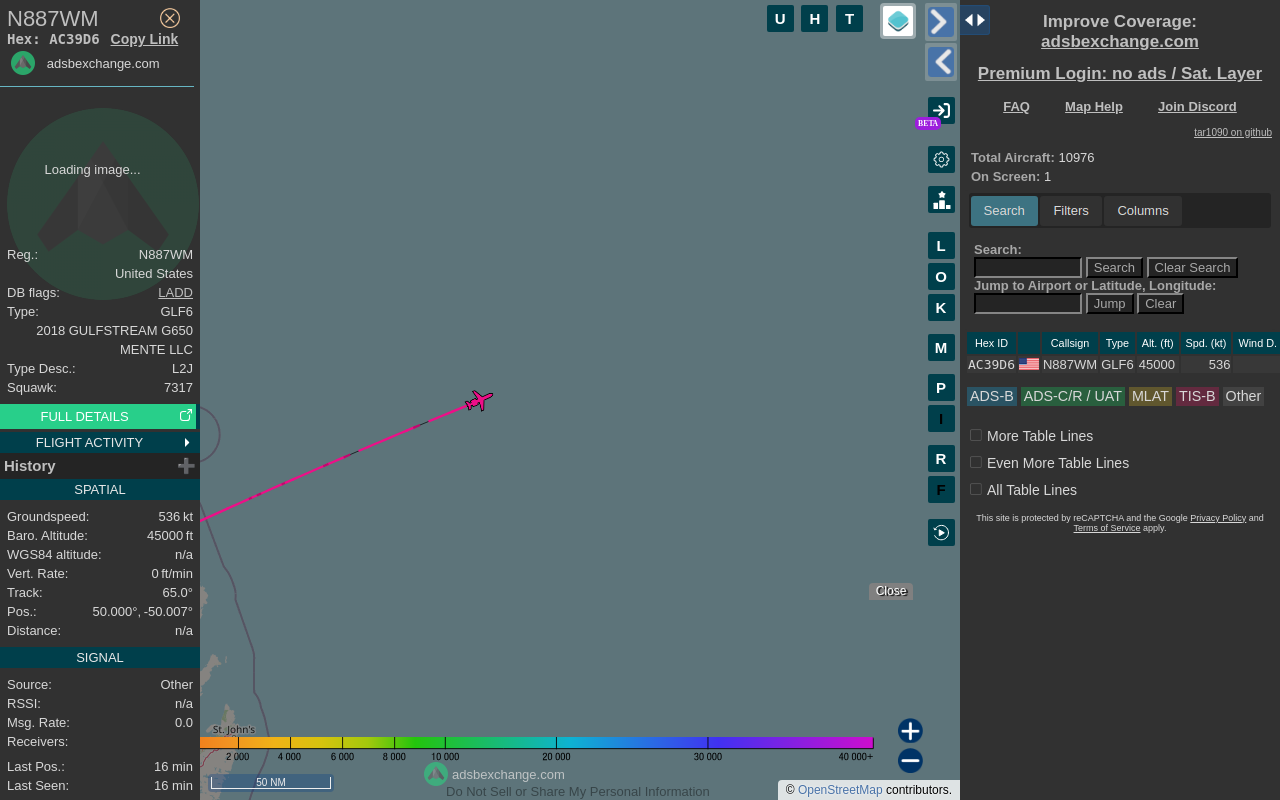 N887WM
Hex: AC39D6 Copy Link
adsbexchange.com
Loading image...
Reg.: N887WM
United States
DB flags: LADD
Type: GLF6
2018 GULFSTREAM G650
MENTE LLC
Type Desc.: L2J
Squawk: 7317
FULL DETAILS
FLIGHT ACTIVITY
History
SPATIAL
Groundspeed: 536 kt
Baro. Altitude: 45000 ft
WGS84 altitude: n/a
Vert. Rate: 0 ft/min
Track: 65.0°
Pos.: 50.000°, -50.007°
Distance: n/a
SIGNAL
Source: Other
RSSI: n/a
Msg. Rate: 0.0
Receivers:
Last Pos.: 16 min
Last Seen: 16 min
U H T
BETA
L
O
K
M
P
I
R
F
Close
St. John's
2 000 4 000 6 000 8 000 10 000 20 000 30 000 40 000+
50 NM
adsbexchange.com
Do Not Sell or Share My Personal Information
© OpenStreetMap contributors.
Improve Coverage:
adsbexchange.com
Premium Login: no ads / Sat. Layer
FAQ Map Help Join Discord
tar1090 on github
Total Aircraft: 10976
On Screen: 1
Search Filters Columns
Search:
Search Clear Search
Jump to Airport or Latitude, Longitude:
Jump Clear
Hex ID Callsign Type Alt. (ft) Spd. (kt) Wind D.
AC39D6 N887WM GLF6 45000 536
ADS-B ADS-C/R / UAT MLAT TIS-B Other
More Table Lines
Even More Table Lines
All Table Lines
This site is protected by reCAPTCHA and the Google Privacy Policy and
Terms of Service apply.